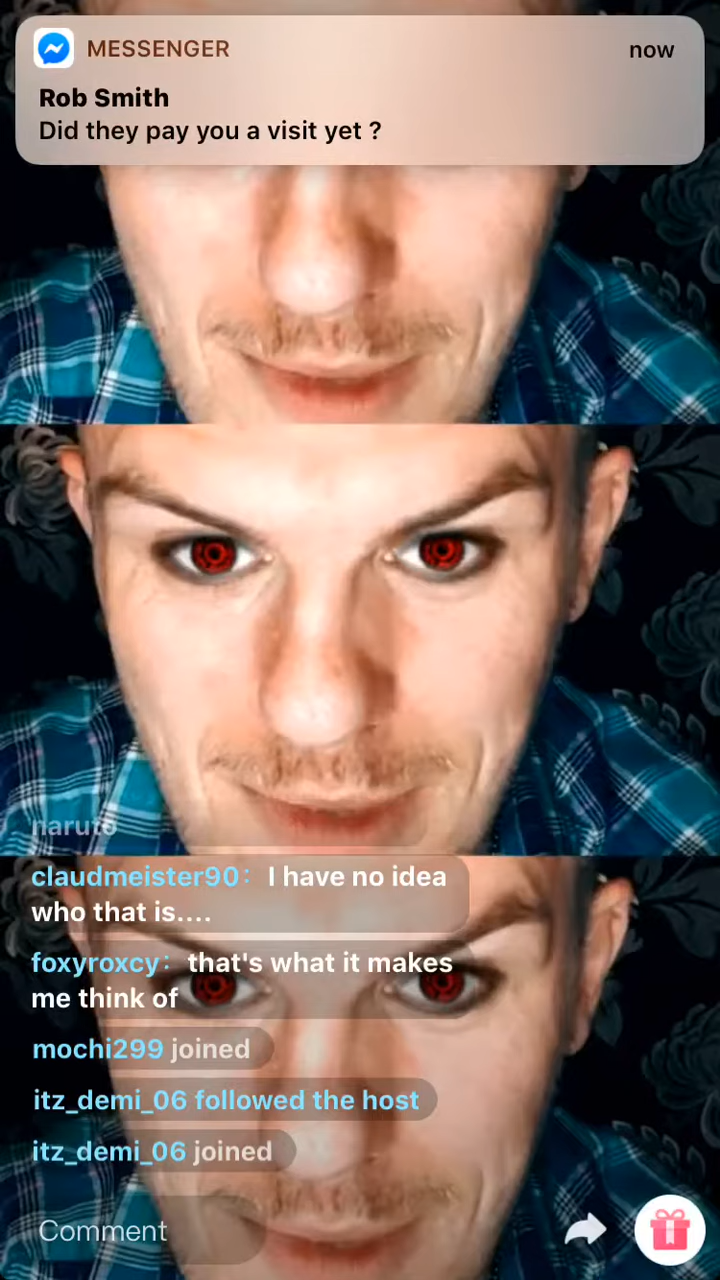 MESSENGER
now
Rob Smith
Did they pay you a visit yet ?
naruto
claudmeister90: I have no idea
who that is....
foxyroxcy: that's what it makes
me think of
mochi299 joined
itz_demi_06 followed the host
itz_demi_06 joined
Comment